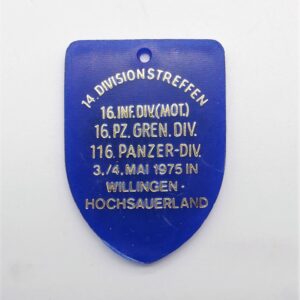 14. DIVISIONSTREFFEN
16. INF. DIV. (MOT.)
16. PZ. GREN. DIV.
116. PANZER-DIV.
3./4. MAI 1975 IN
WILLINGEN-
HOCHSAUERLAND